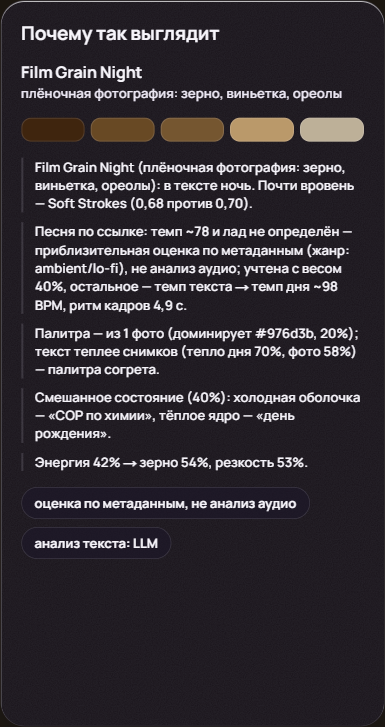 Почему так выглядит
Film Grain Night
плёночная фотография: зерно, виньетка, ореолы
Film Grain Night (плёночная фотография: зерно,
виньетка, ореолы): в тексте ночь. Почти вровень
— Soft Strokes (0,68 против 0,70).
Песня по ссылке: темп ~78 и лад не определён —
приблизительная оценка по метаданным (жанр:
ambient/lo-fi), не анализ аудио; учтена с весом
40%, остальное — темп текста → темп дня ~98
BPM, ритм кадров 4,9 с.
Палитра — из 1 фото (доминирует #976d3b, 20%);
текст теплее снимков (тепло дня 70%, фото 58%)
— палитра согрета.
Смешанное состояние (40%): холодная оболочка
— «СОР по химии», тёплое ядро — «день
рождения».
Энергия 42% → зерно 54%, резкость 53%.
оценка по метаданным, не анализ аудио
анализ текста: LLM